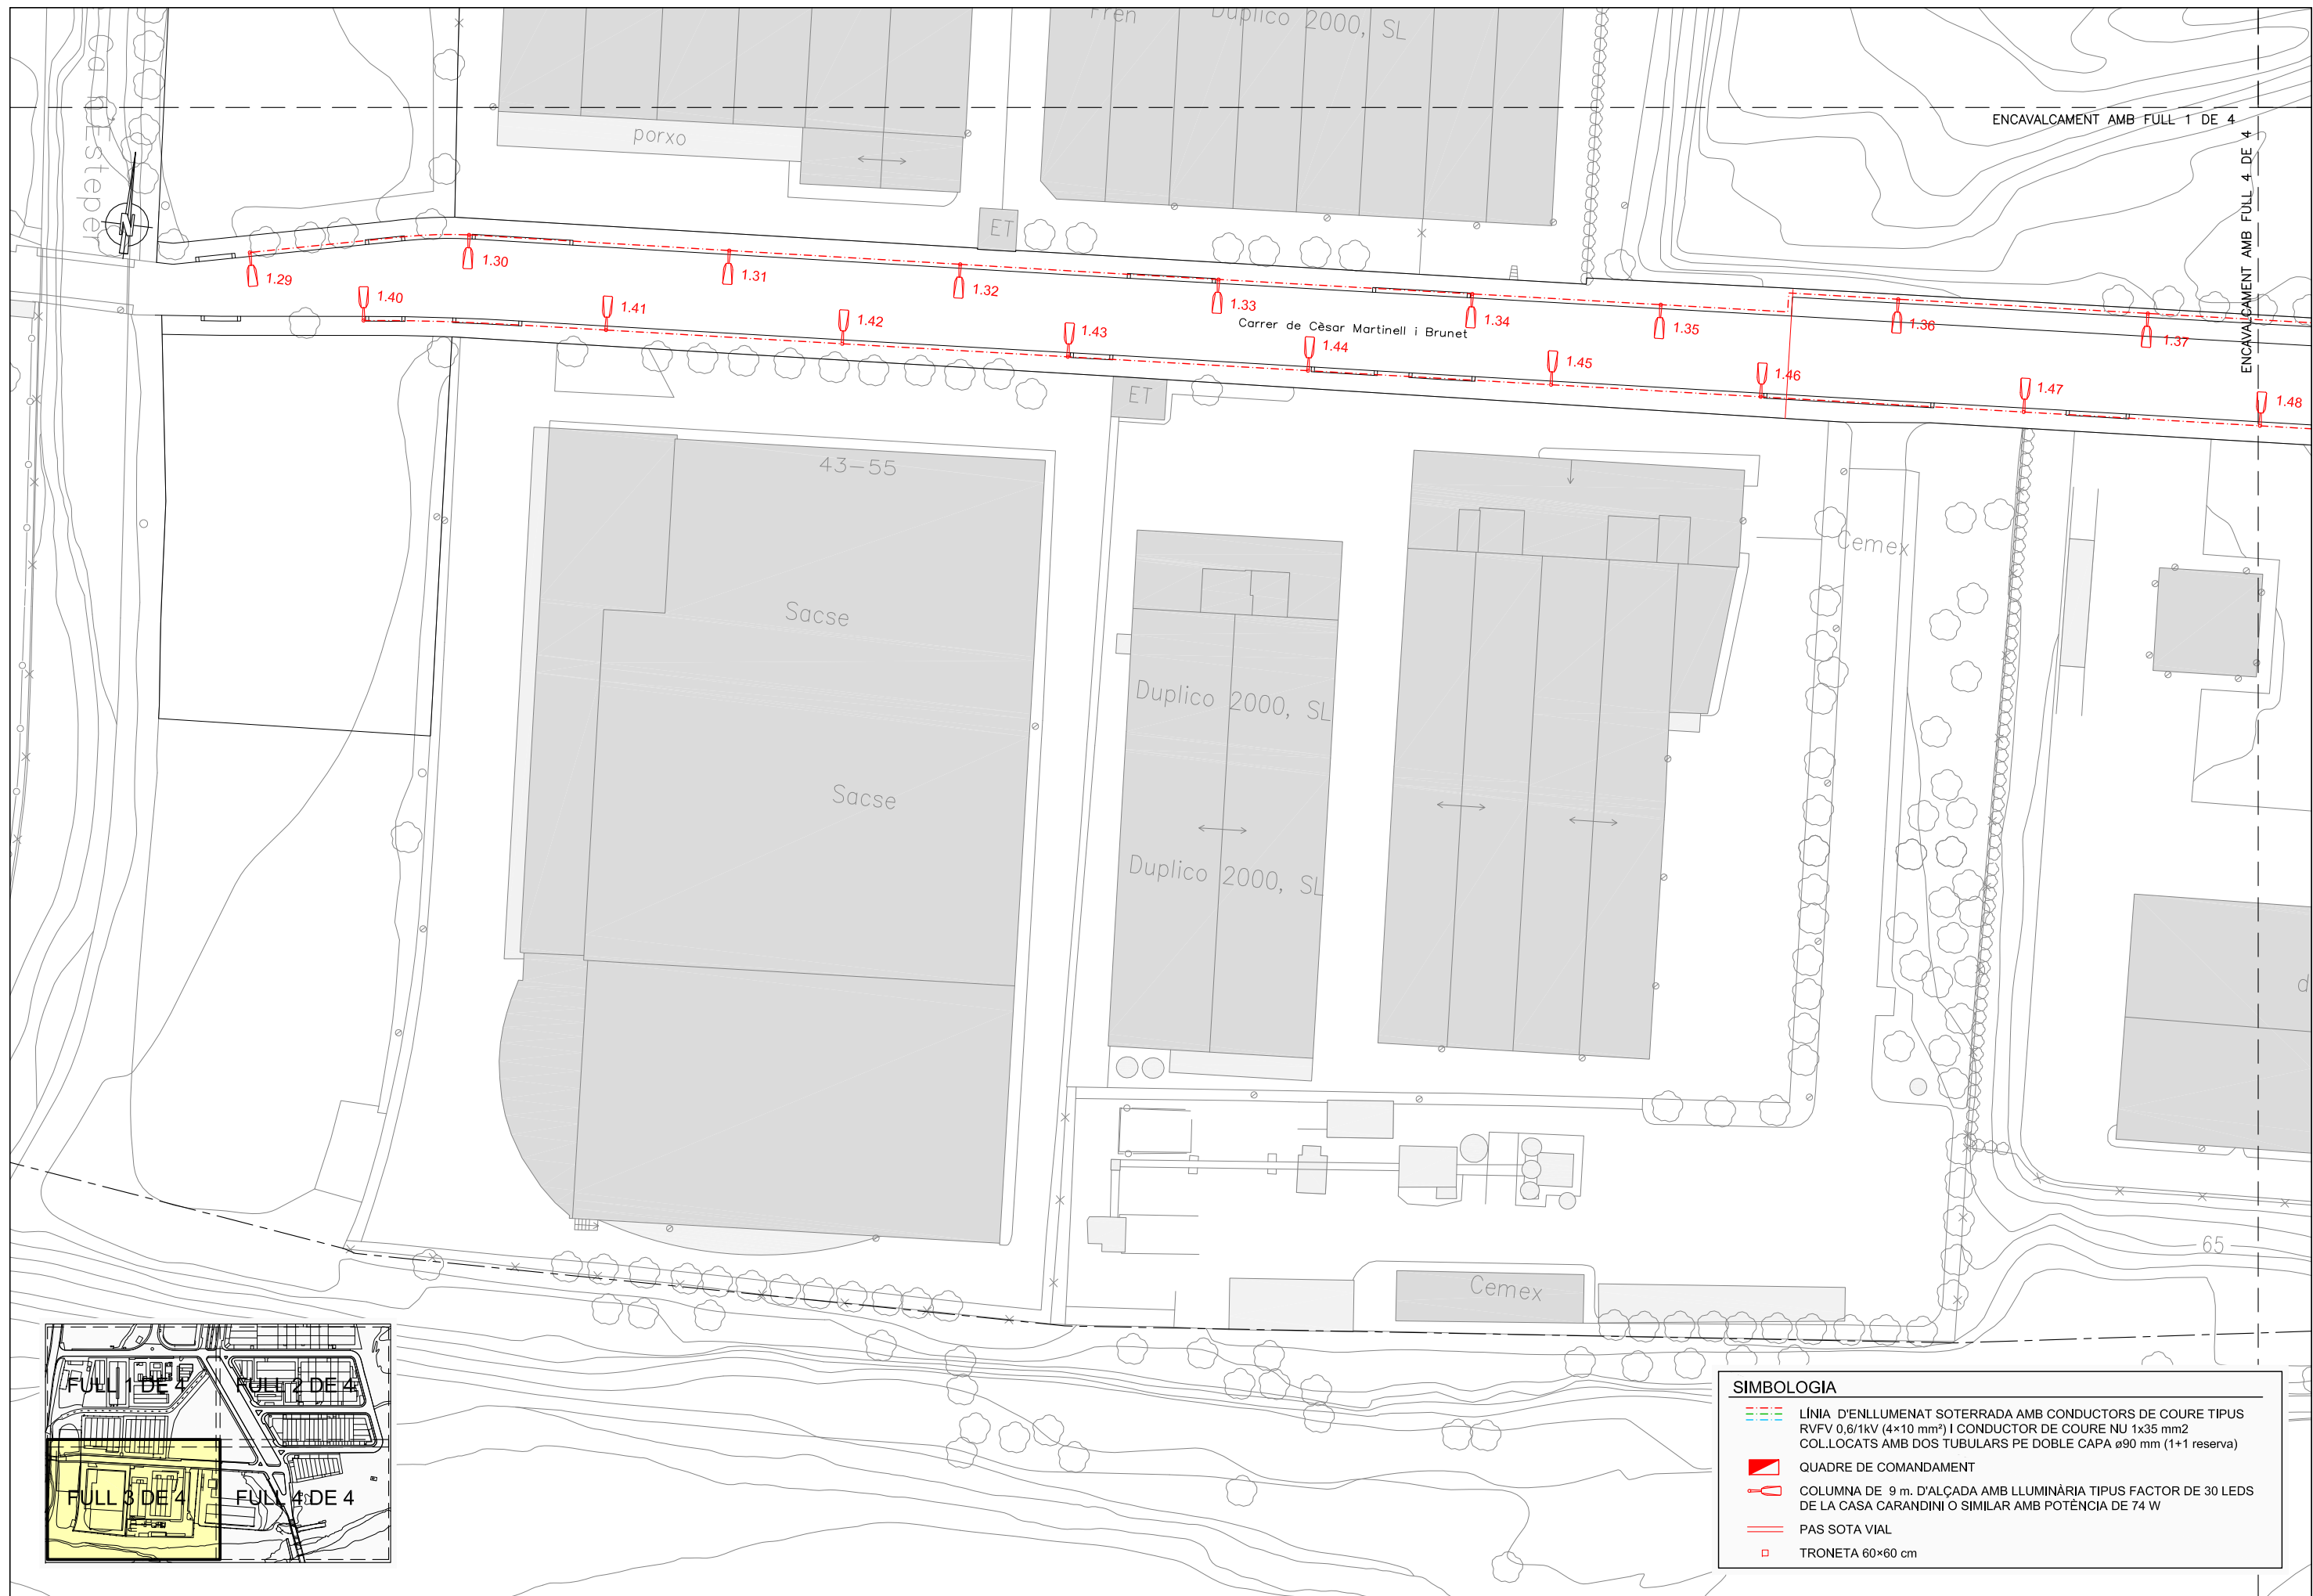 Fren
Duplico 2000, SL
Ca n'Esteper
porxo
ENCAVALCAMENT AMB FULL 1 DE 4
ENCAVALCAMENT AMB FULL 4 DE 4
N
ET
1.29
1.30
1.31
1.32
1.33
1.34
1.35
1.36
1.37
Carrer de Cèsar Martinell i Brunet
1.40
1.41
1.42
1.43
1.44
1.45
1.46
1.47
1.48
ET
43-55
Sacse
Sacse
Duplico 2000, SL
Duplico 2000, SL
Cemex
d
65
Cemex
FULL 1 DE 4
FULL 2 DE 4
FULL 3 DE 4
FULL 4 DE 4
SIMBOLOGIA
LÍNIA D'ENLLUMENAT SOTERRADA AMB CONDUCTORS DE COURE TIPUS
RVFV 0,6/1kV (4×10 mm²) I CONDUCTOR DE COURE NU 1x35 mm2
COL.LOCATS AMB DOS TUBULARS PE DOBLE CAPA ø90 mm (1+1 reserva)
QUADRE DE COMANDAMENT
COLUMNA DE 9 m. D'ALÇADA AMB LLUMINÀRIA TIPUS FACTOR DE 30 LEDS
DE LA CASA CARANDINI O SIMILAR AMB POTÈNCIA DE 74 W
PAS SOTA VIAL
TRONETA 60×60 cm